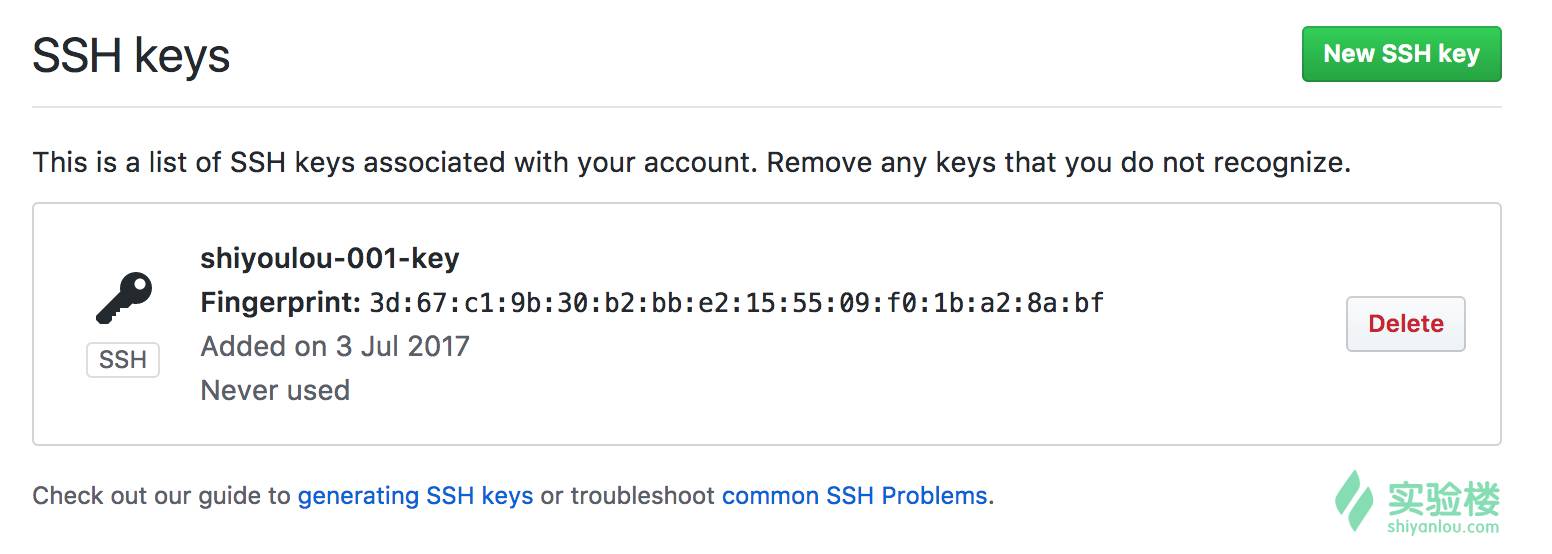 SSH keys
New SSH key
This is a list of SSH keys associated with your account. Remove any keys that you do not recognize.
shiyoulou-001-key
Fingerprint: 3d:67:c1:9b:30:b2:bb:e2:15:55:09:f0:1b:a2:8a:bf
Added on 3 Jul 2017
Never used
SSH
Delete
Check out our guide to generating SSH keys or troubleshoot common SSH Problems.
实验楼
shiyanlou.com